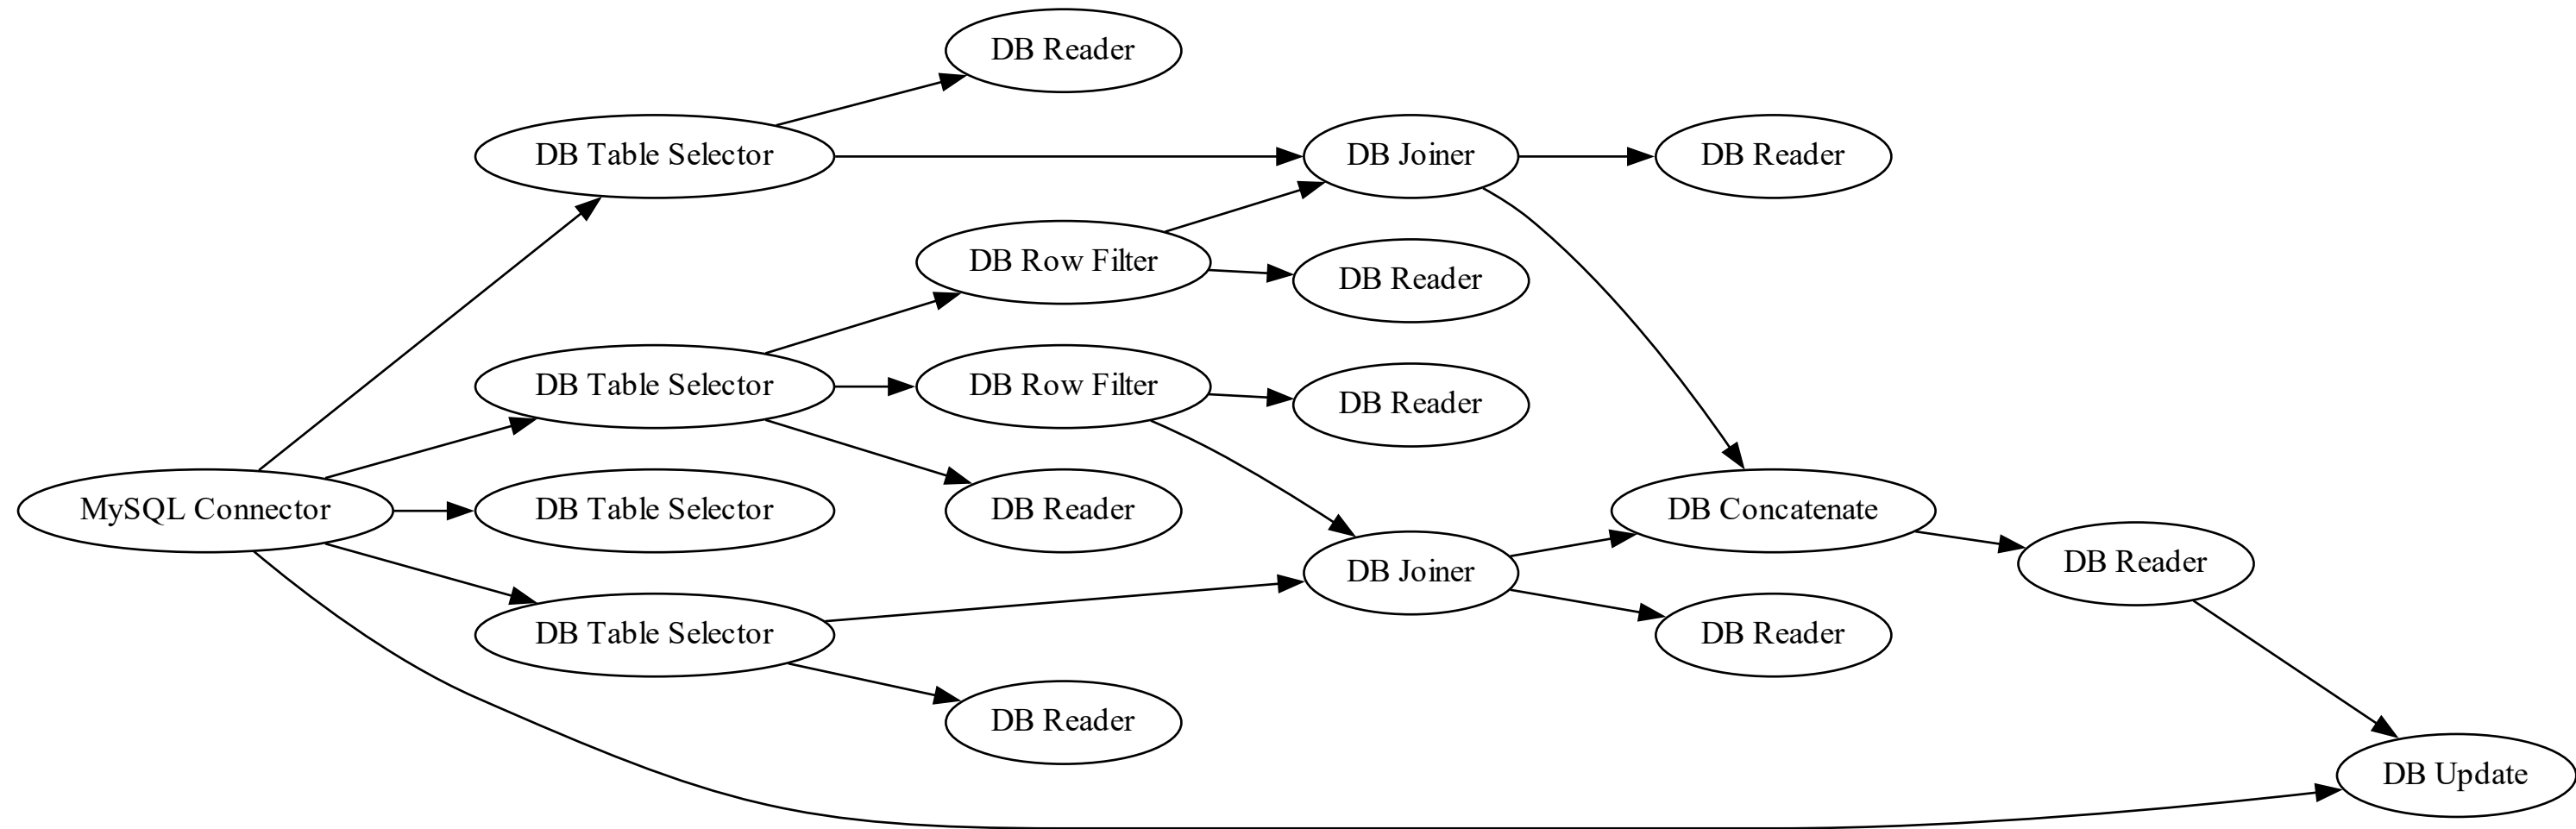 DB Reader
DB Table Selector
DB Joiner
DB Reader
DB Row Filter
DB Reader
DB Table Selector
DB Row Filter
DB Reader
MySQL Connector
DB Table Selector
DB Reader
DB Concatenate
DB Reader
DB Joiner
DB Table Selector
DB Reader
DB Reader
DB Update